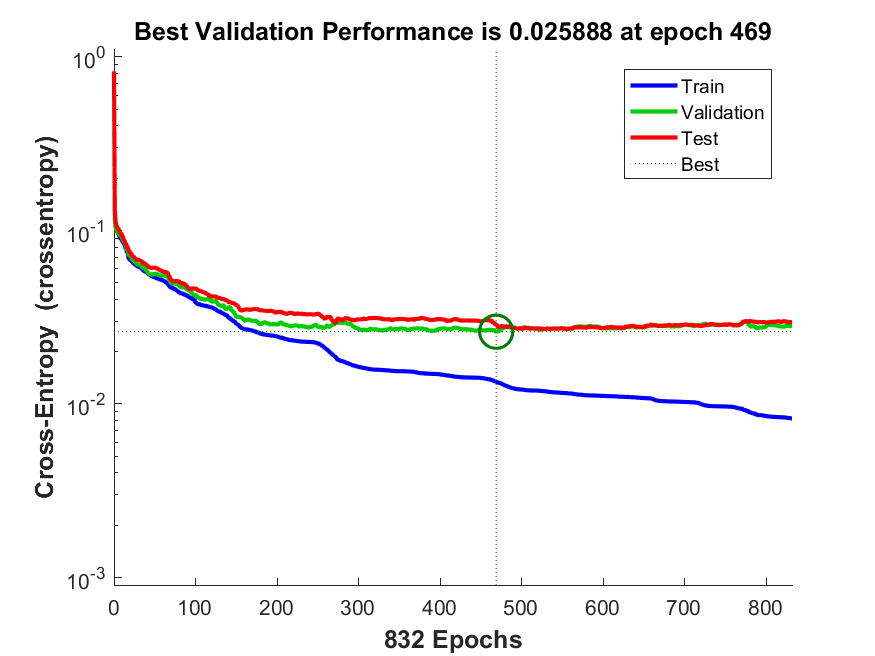 Best Validation Performance is 0.025888 at epoch 469
Cross-Entropy (crossentropy)
10^0
10^-1
10^-2
10^-3
Train
Validation
Test
Best
0 100 200 300 400 500 600 700 800
832 Epochs